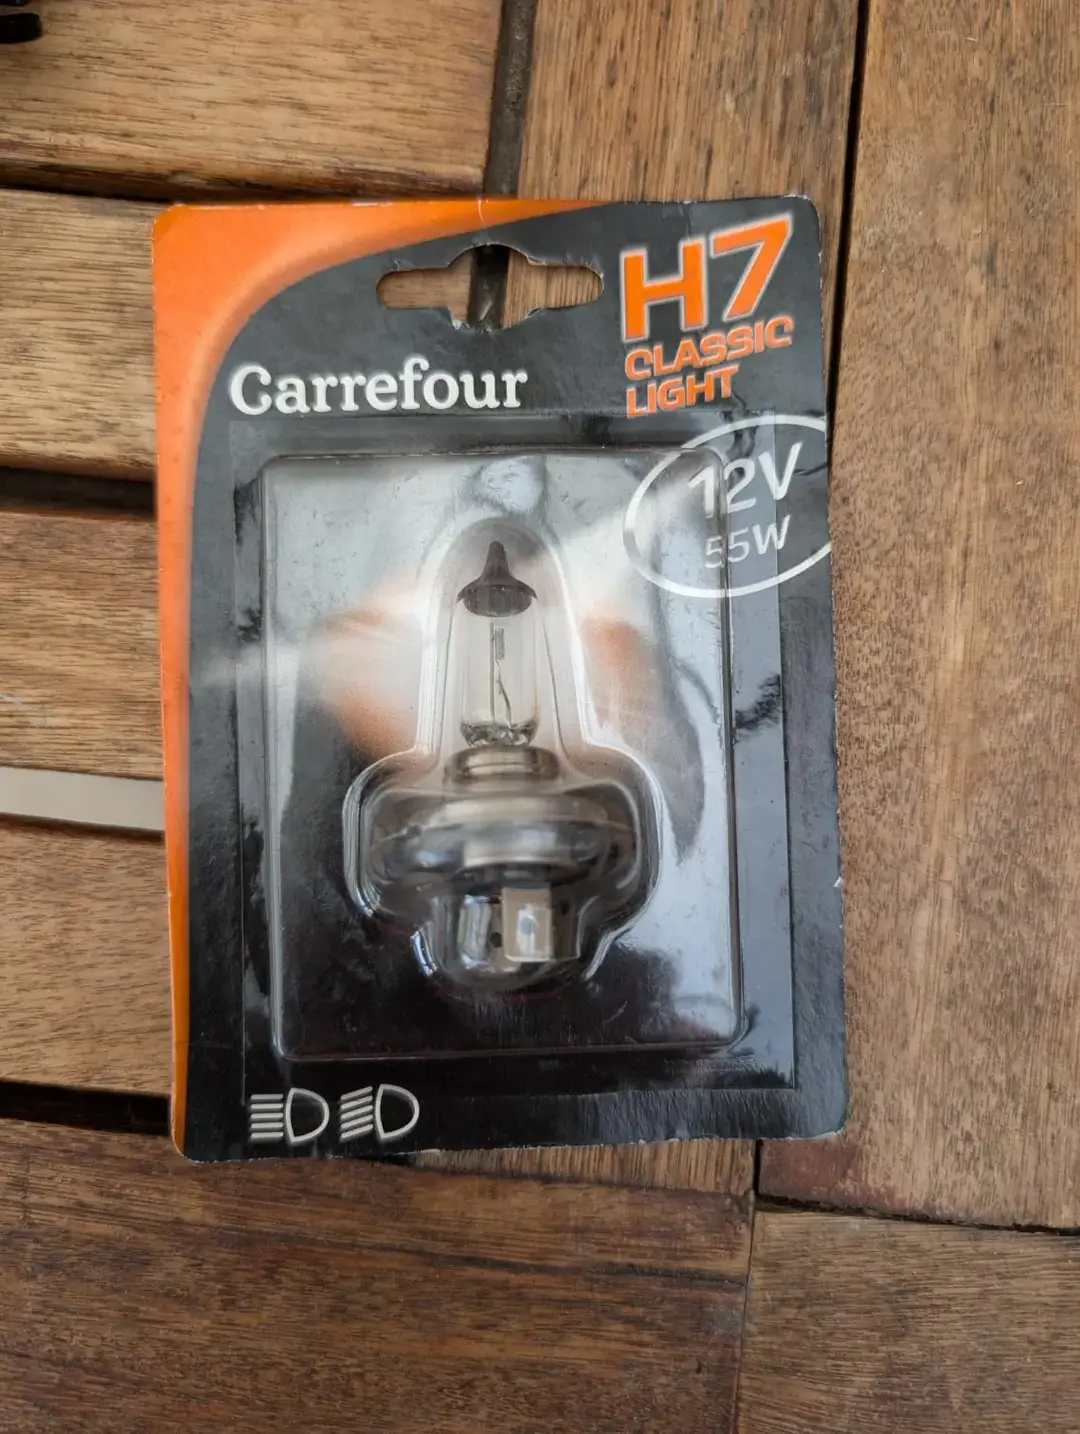 H7
CLASSIC
LIGHT
Carrefour
12V
55W